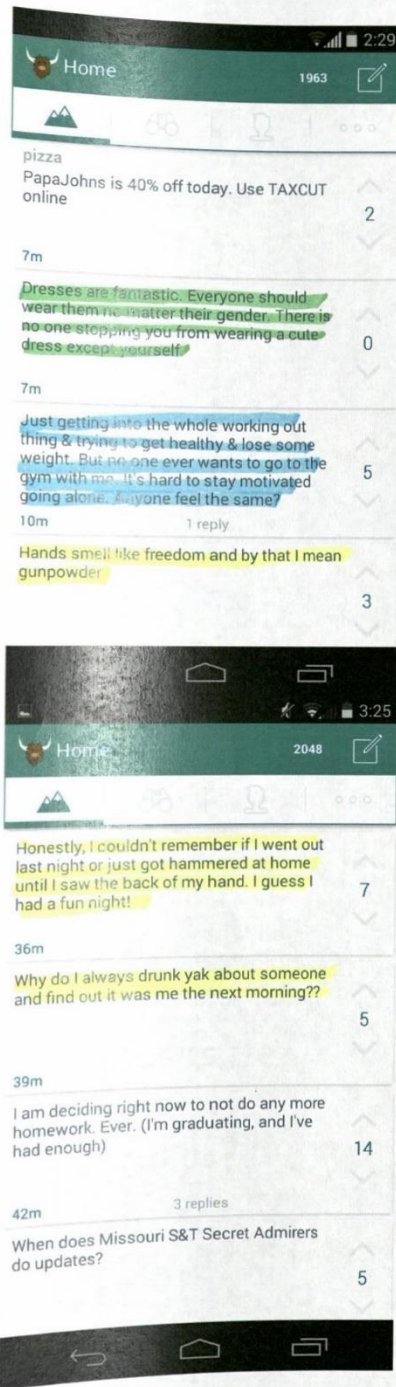 2:29
Home
1963
pizza
PapaJohns is 40% off today. Use TAXCUT
online
2
7m
Dresses are fantastic. Everyone should
wear them no matter their gender. There is
no one stopping you from wearing a cute
dress except yourself
0
7m
Just getting into the whole working out
thing & trying to get healthy & lose some
weight. But no one ever wants to go to the
gym with me. It's hard to stay motivated
going alone. Anyone feel the same?
5
10m
1 reply
Hands smell like freedom and by that I mean
gunpowder
3
3:25
Home
2048
Honestly, I couldn't remember if I went out
last night or just got hammered at home
until I saw the back of my hand. I guess I
had a fun night!
7
36m
Why do I always drunk yak about someone
and find out it was me the next morning??
5
39m
I am deciding right now to not do any more
homework. Ever. (I'm graduating, and I've
had enough)
14
42m
3 replies
When does Missouri S&T Secret Admirers
do updates?
5